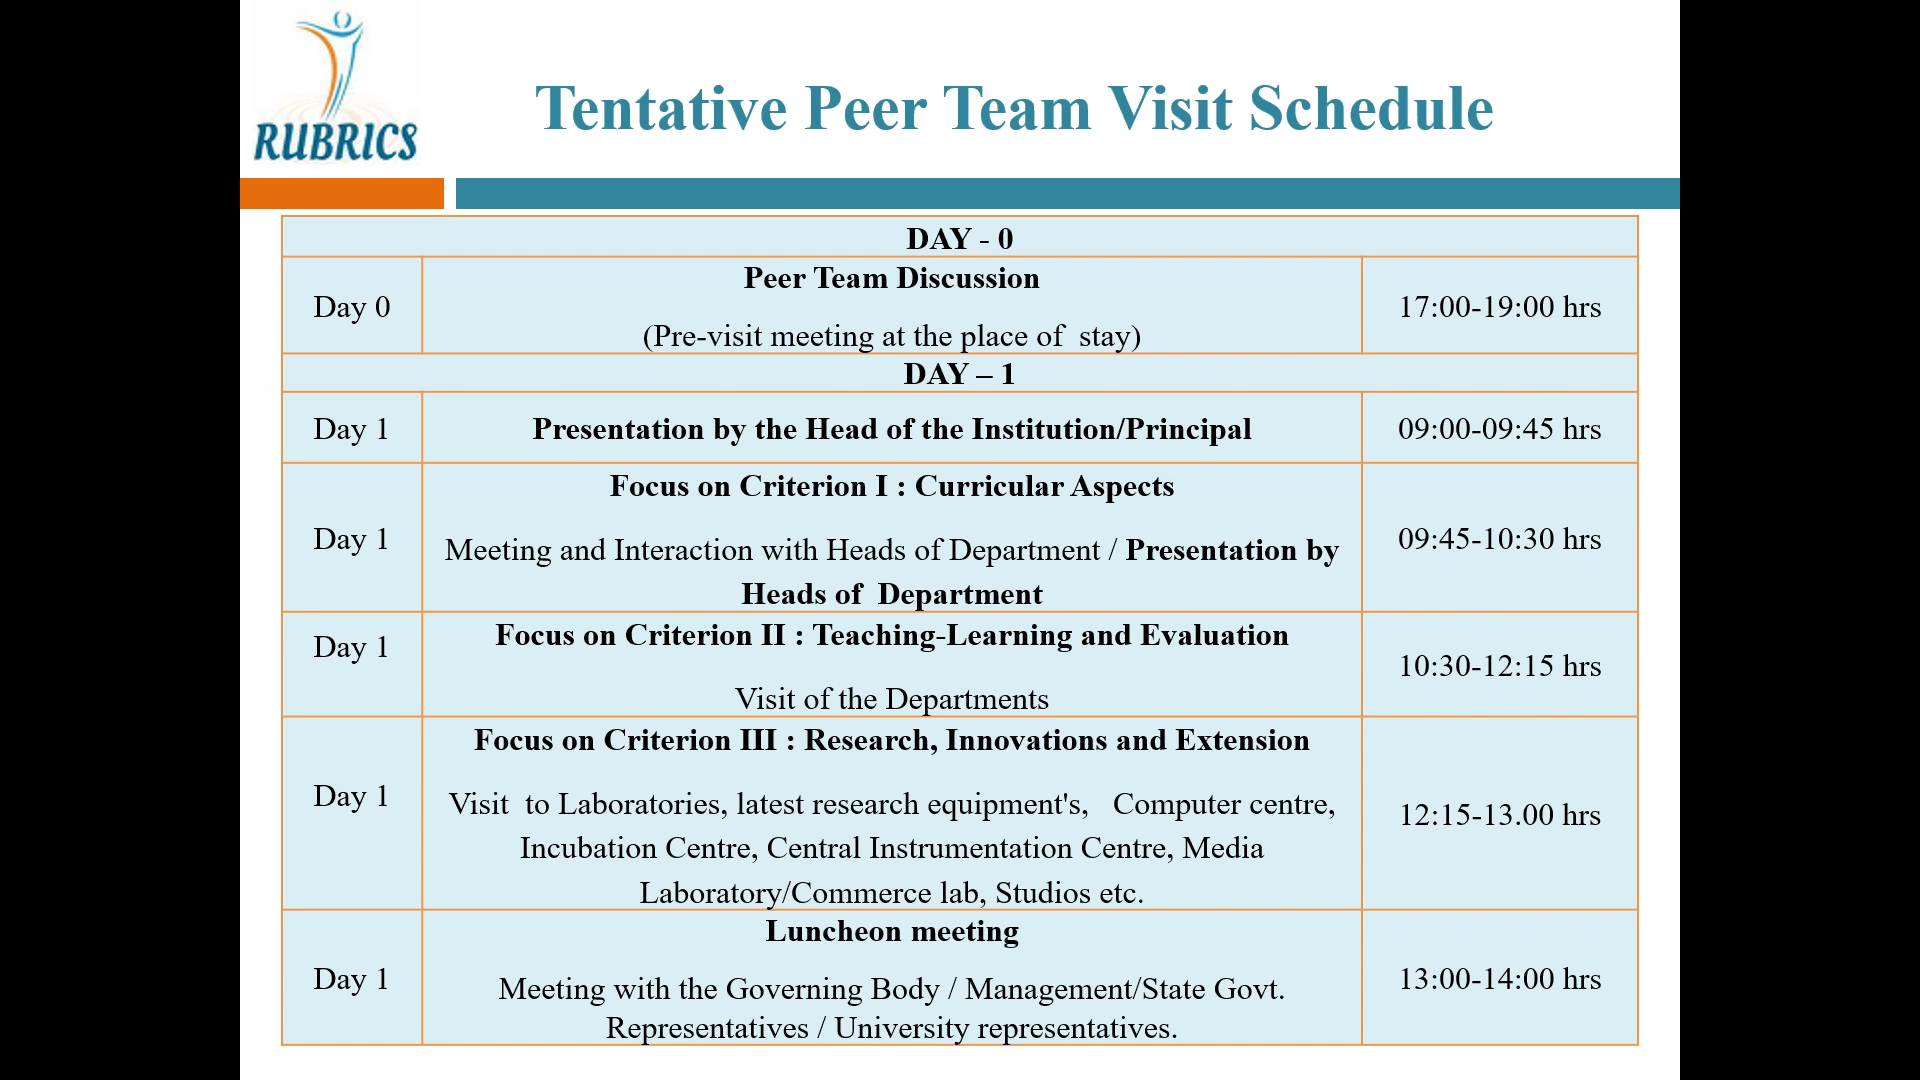 RUBRICS
Tentative Peer Team Visit Schedule
DAY - 0
Day 0
Peer Team Discussion
(Pre-visit meeting at the place of  stay)
17:00-19:00 hrs
DAY – 1
Day 1
Presentation by the Head of the Institution/Principal
09:00-09:45 hrs
Day 1
Focus on Criterion I : Curricular Aspects
Meeting and Interaction with Heads of Department / Presentation by
Heads of  Department
09:45-10:30 hrs
Day 1
Focus on Criterion II : Teaching-Learning and Evaluation
Visit of the Departments
10:30-12:15 hrs
Day 1
Focus on Criterion III : Research, Innovations and Extension
Visit  to Laboratories, latest research equipment's,   Computer centre,
Incubation Centre, Central Instrumentation Centre, Media
Laboratory/Commerce lab, Studios etc.
12:15-13.00 hrs
Day 1
Luncheon meeting
Meeting with the Governing Body / Management/State Govt.
Representatives / University representatives.
13:00-14:00 hrs